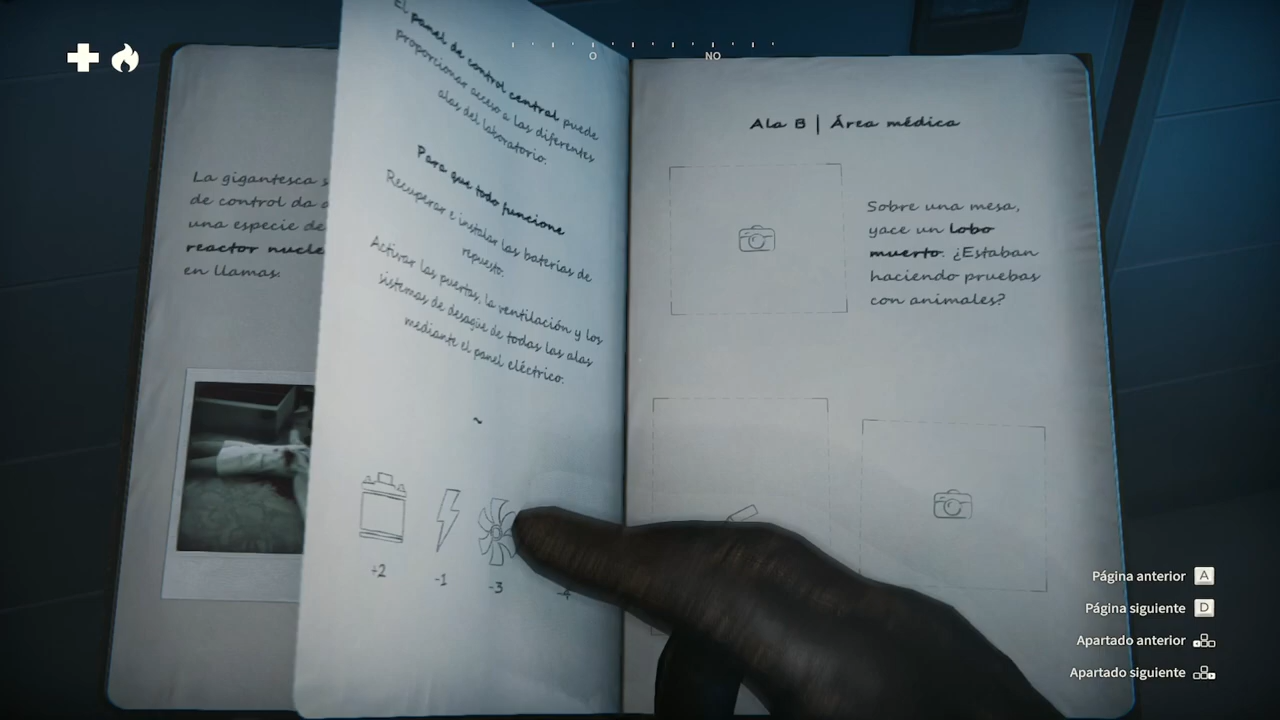 O
NO
La gigantesca s
de control da a
una especie de
reactor nucle
en llamas.
El panel de control central puede
proporcionar acceso a las diferentes
alas del laboratorio.
Para que todo funcione
Recuperar e instalar las baterías de
repuesto.
Activar las puertas, la ventilación y los
sistemas de desagüe de todas las alas
mediante el panel eléctrico.
~
+2
-1
-3
-4
Ala B | Área médica
Sobre una mesa,
yace un lobo
muerto. ¿Estaban
haciendo pruebas
con animales?
Página anterior A
Página siguiente D
Apartado anterior
Apartado siguiente